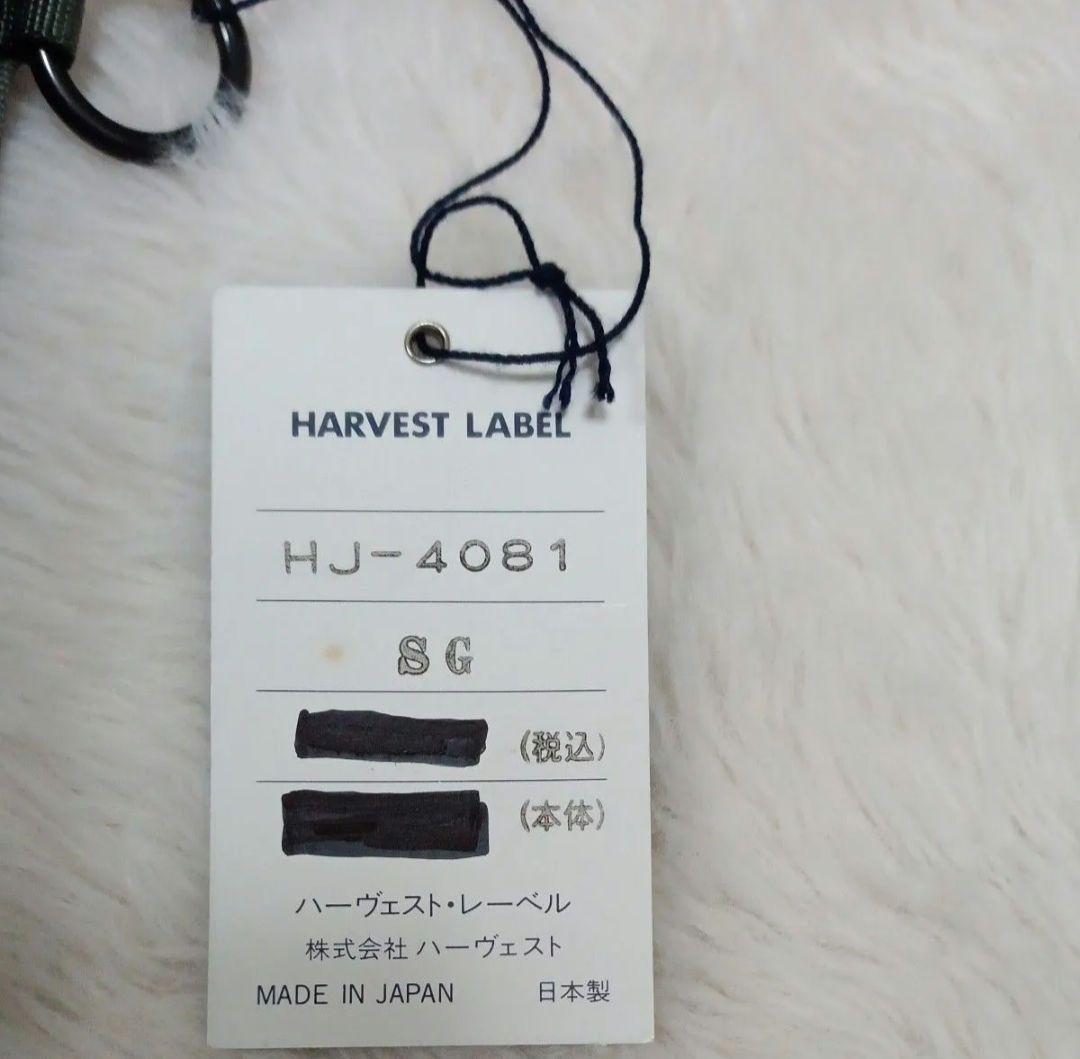 HARVEST LABEL
HJ-4081
SG
(税込)
(本体)
ハーヴェスト・レーベル
株式会社 ハーヴェスト
MADE IN JAPAN 日本製